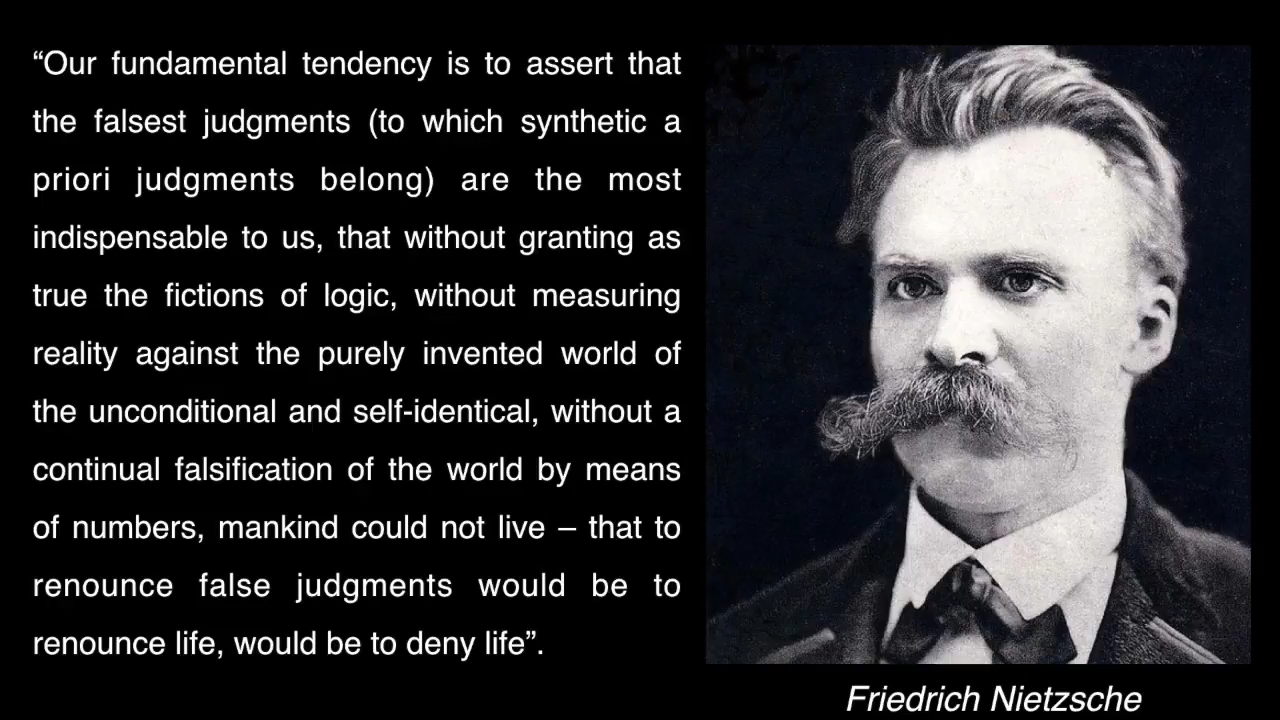 “Our fundamental tendency is to assert that
the falsest judgments (to which synthetic a
priori judgments belong) are the most
indispensable to us, that without granting as
true the fictions of logic, without measuring
reality against the purely invented world of
the unconditional and self-identical, without a
continual falsification of the world by means
of numbers, mankind could not live – that to
renounce false judgments would be to
renounce life, would be to deny life”.
Friedrich Nietzsche